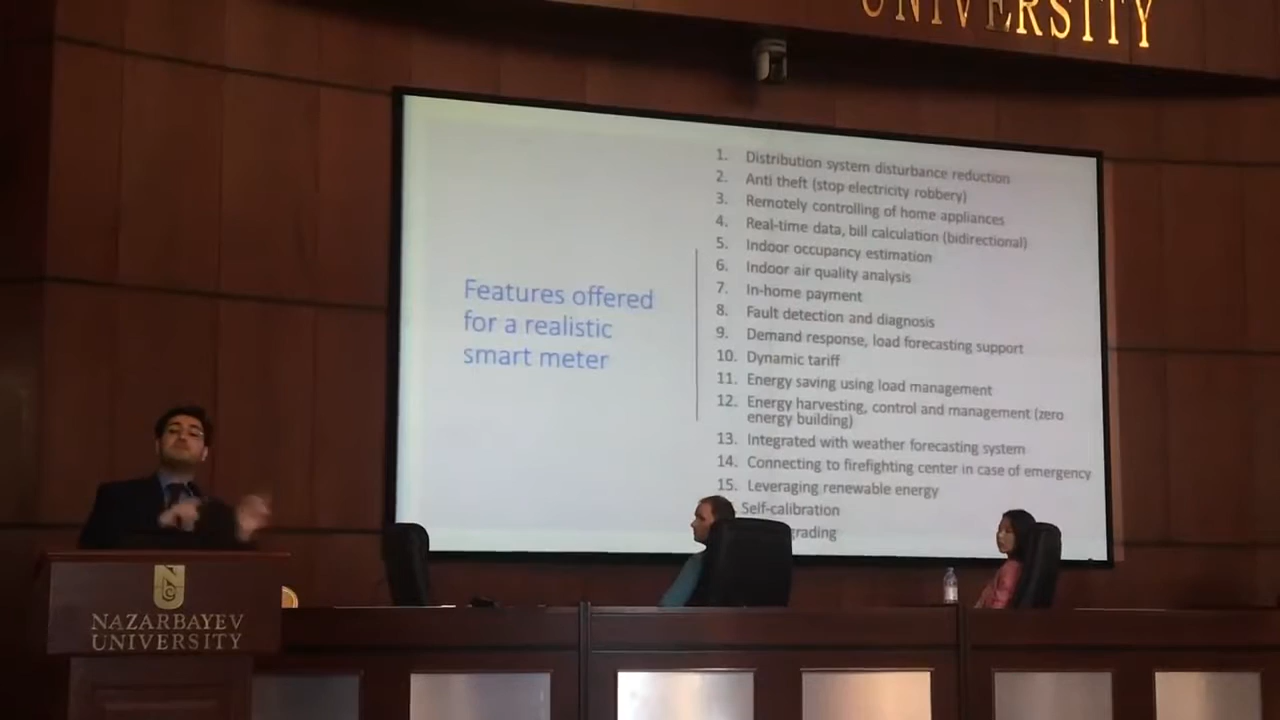 UNIVERSITY
Features offered
for a realistic
smart meter
1. Distribution system disturbance reduction
2. Anti theft (stop electricity robbery)
3. Remotely controlling of home appliances
4. Real-time data, bill calculation (bidirectional)
5. Indoor occupancy estimation
6. Indoor air quality analysis
7. In-home payment
8. Fault detection and diagnosis
9. Demand response, load forecasting support
10. Dynamic tariff
11. Energy saving using load management
12. Energy harvesting, control and management (zero
energy building)
13. Integrated with weather forecasting system
14. Connecting to firefighting center in case of emergency
15. Leveraging renewable energy
Self-calibration
grading
NAZARBAYEV
UNIVERSITY